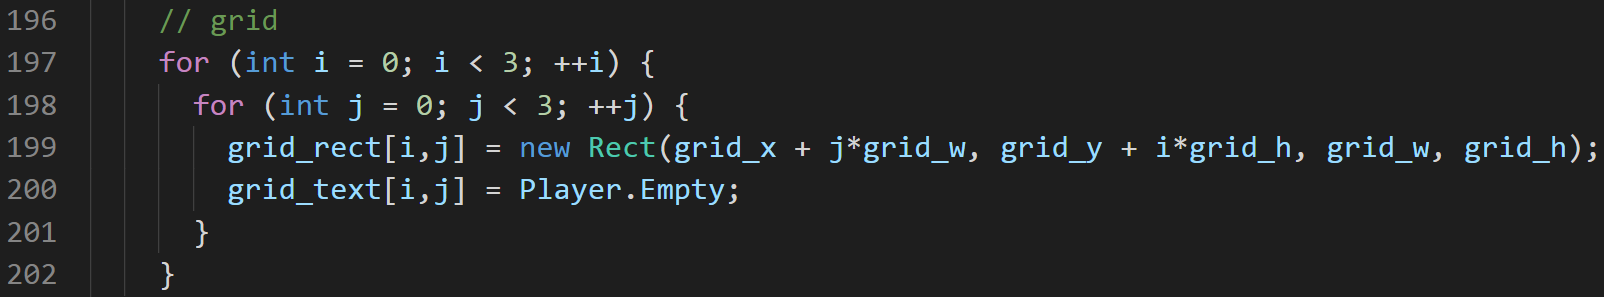 196 // grid
197 for (int i = 0; i < 3; ++i) {
198 for (int j = 0; j < 3; ++j) {
199 grid_rect[i,j] = new Rect(grid_x + j*grid_w, grid_y + i*grid_h, grid_w, grid_h);
200 grid_text[i,j] = Player.Empty;
201 }
202 }